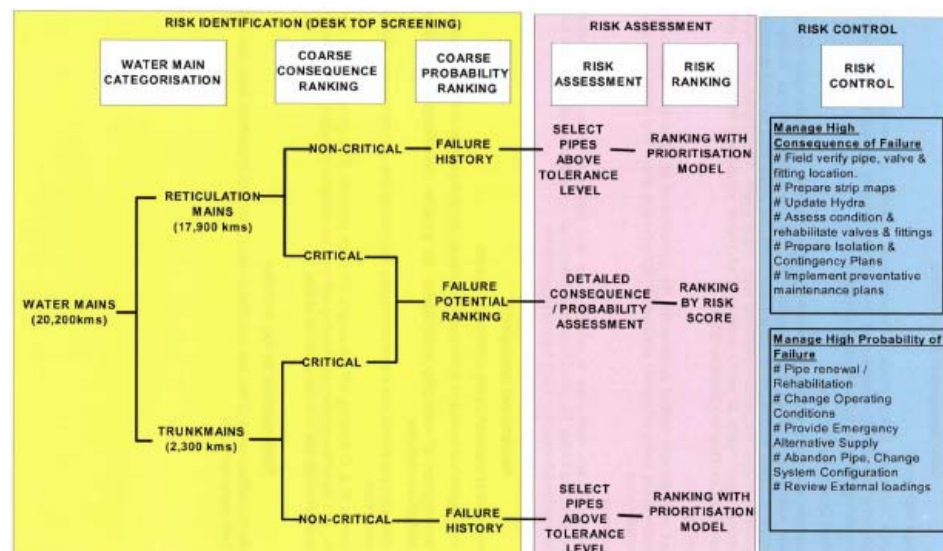 RISK IDENTIFICATION (DESK TOP SCREENING)
WATER MAIN
CATEGORISATION
COARSE
CONSEQUENCE
RANKING
COARSE
PROBABILITY
RANKING
NON-CRITICAL
FAILURE
HISTORY
RETICULATION
MAINS
(17,900 kms)
CRITICAL
WATER MAINS
(20,200kms)
FAILURE
POTENTIAL
RANKING
CRITICAL
TRUNKMAINS
(2,300 kms)
NON-CRITICAL
FAILURE
HISTORY
RISK ASSESSMENT
RISK
ASSESSMENT
RISK
RANKING
SELECT
PIPES
ABOVE
TOLERANCE
LEVEL
RANKING WITH
PRIORITISATION
MODEL
DETAILED
CONSEQUENCE
/ PROBABILITY
ASSESSMENT
RANKING
BY RISK
SCORE
SELECT
PIPES
ABOVE
TOLERANCE
LEVEL
RANKING WITH
PRIORITISATION
MODEL
RISK CONTROL
RISK
CONTROL
Manage High
Consequence of Failure
# Field verify pipe, valve &
fitting location.
# Prepare strip maps
# Update Hydra
# Assess condition &
rehabilitate valves & fittings
# Prepare Isolation &
Contingency Plans
# Implement preventative
maintenance plans
Manage High Probability of
Failure
# Pipe renewal /
Rehabilitation
# Change Operating
Conditions
# Provide Emergency
Alternative Supply
# Abandon Pipe, Change
System Configuration
# Review External loadings